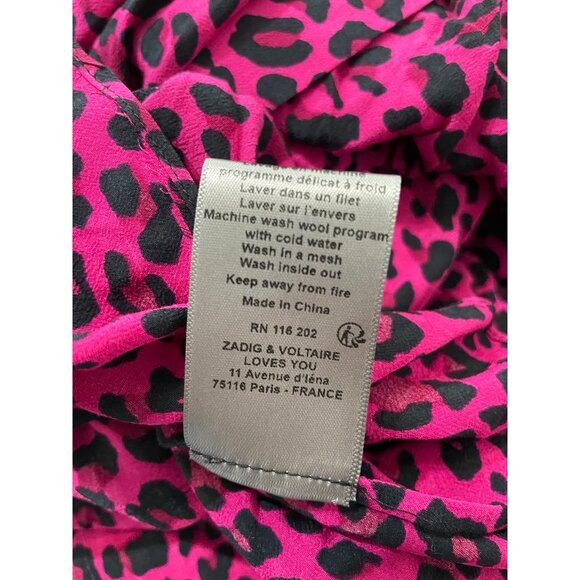 programme délicat à froid
Laver dans un filet
Laver sur l'envers
Machine wash wool program
with cold water
Wash in a mesh
Wash inside out
Keep away from fire
Made in China
RN 116 202
ZADIG & VOLTAIRE
LOVES YOU
11 Avenue d'Iéna
75116 Paris - FRANCE